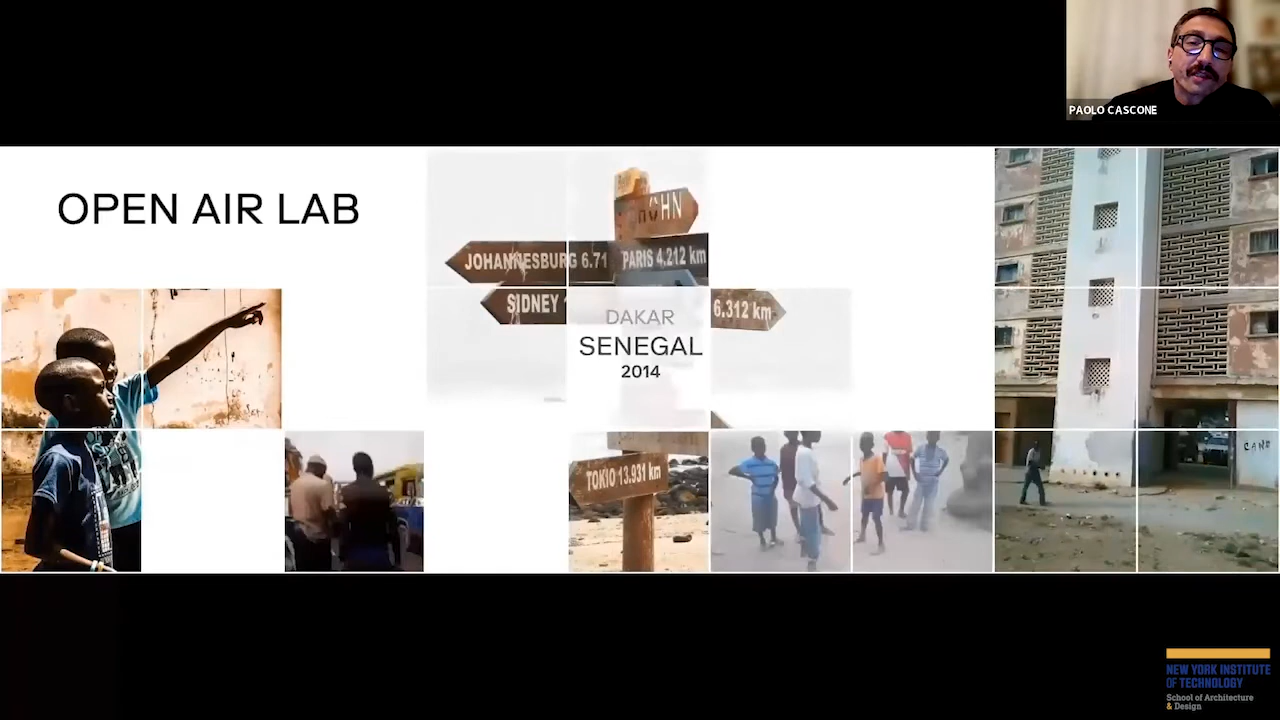 PAOLO CASCONE
OPEN AIR LAB
HN
JOHANNESBURG 6.71
PARIS 4.212 km
SIDNEY
6.312 km
DAKAR
SENEGAL
2014
TOKIO 13.931 km
NEW YORK INSTITUTE
OF TECHNOLOGY
School of Architecture
& Design